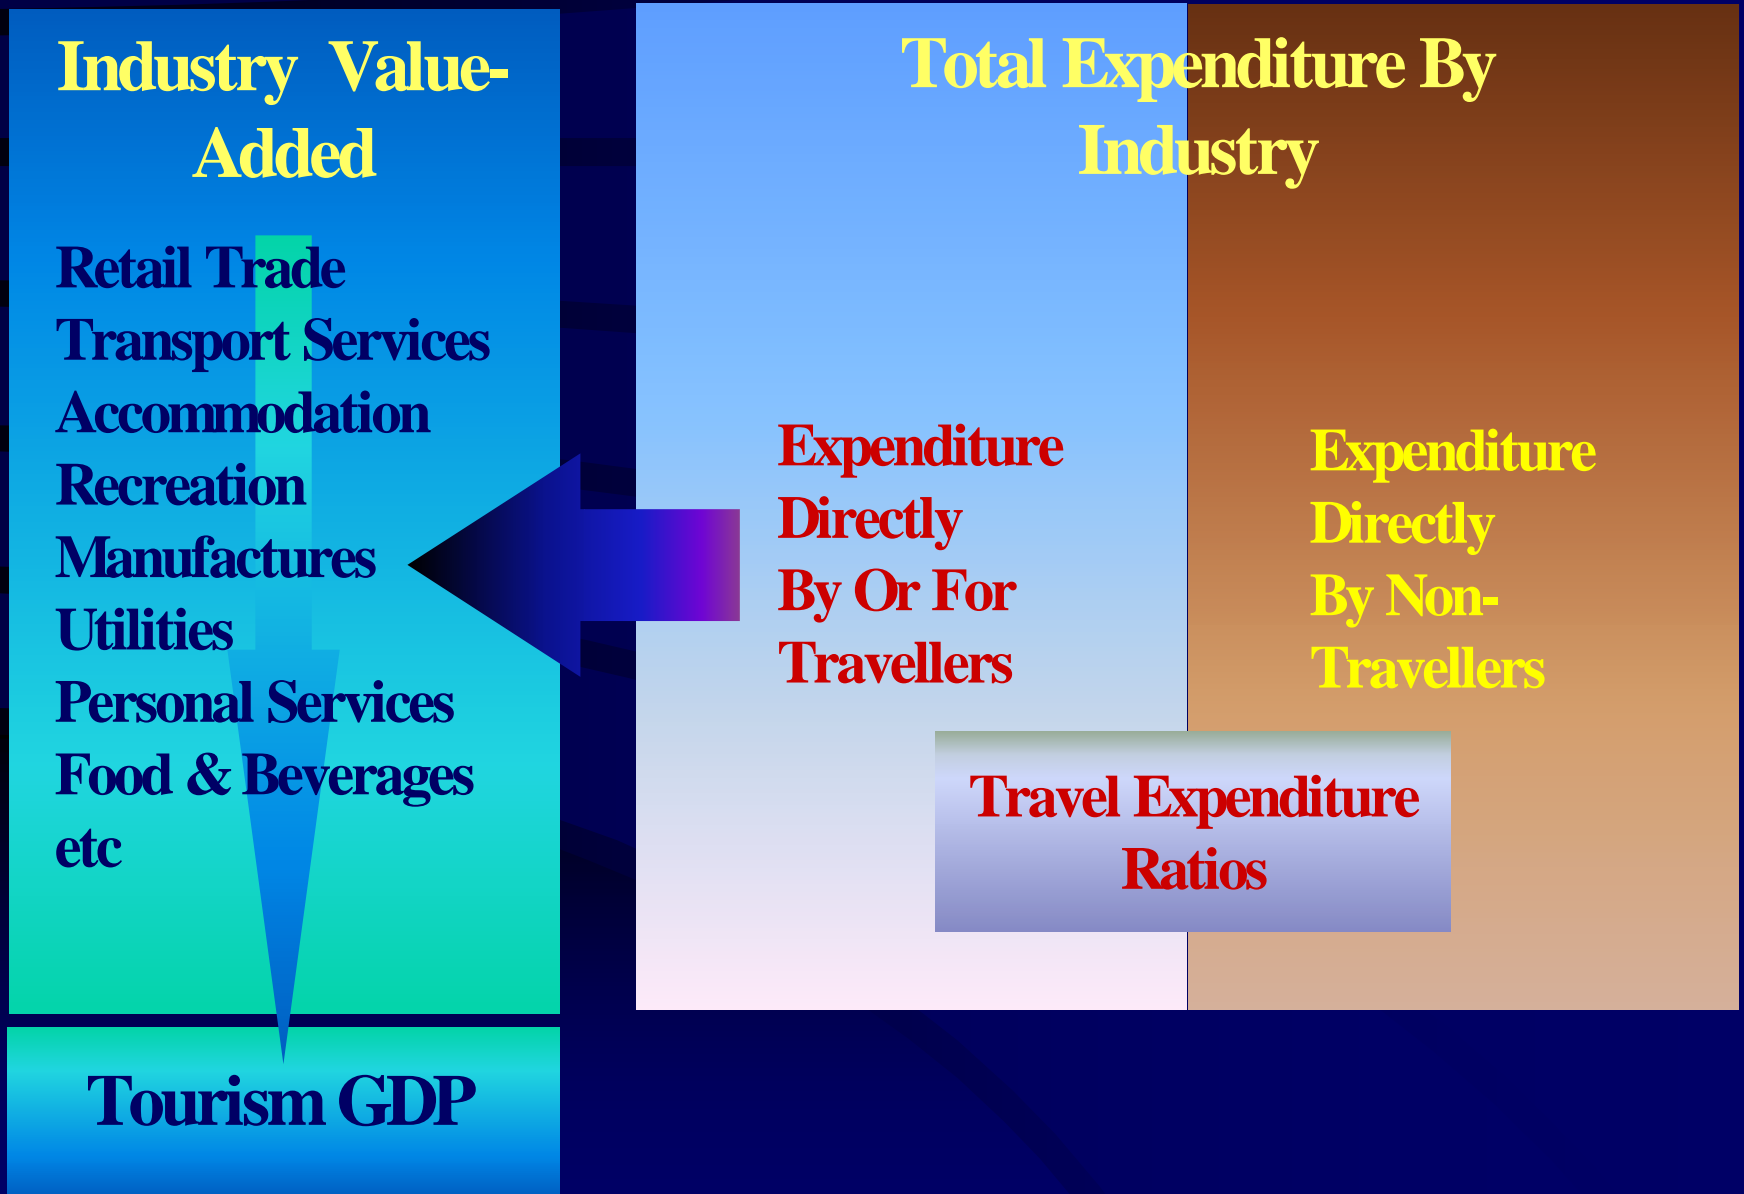 Industry Value-
Added
Retail Trade
Transport Services
Accommodation
Recreation
Manufactures
Utilities
Personal Services
Food & Beverages
etc
Tourism GDP
Total Expenditure By
Industry
Expenditure
Directly
By Or For
Travellers
Expenditure
Directly
By Non-
Travellers
Travel Expenditure
Ratios